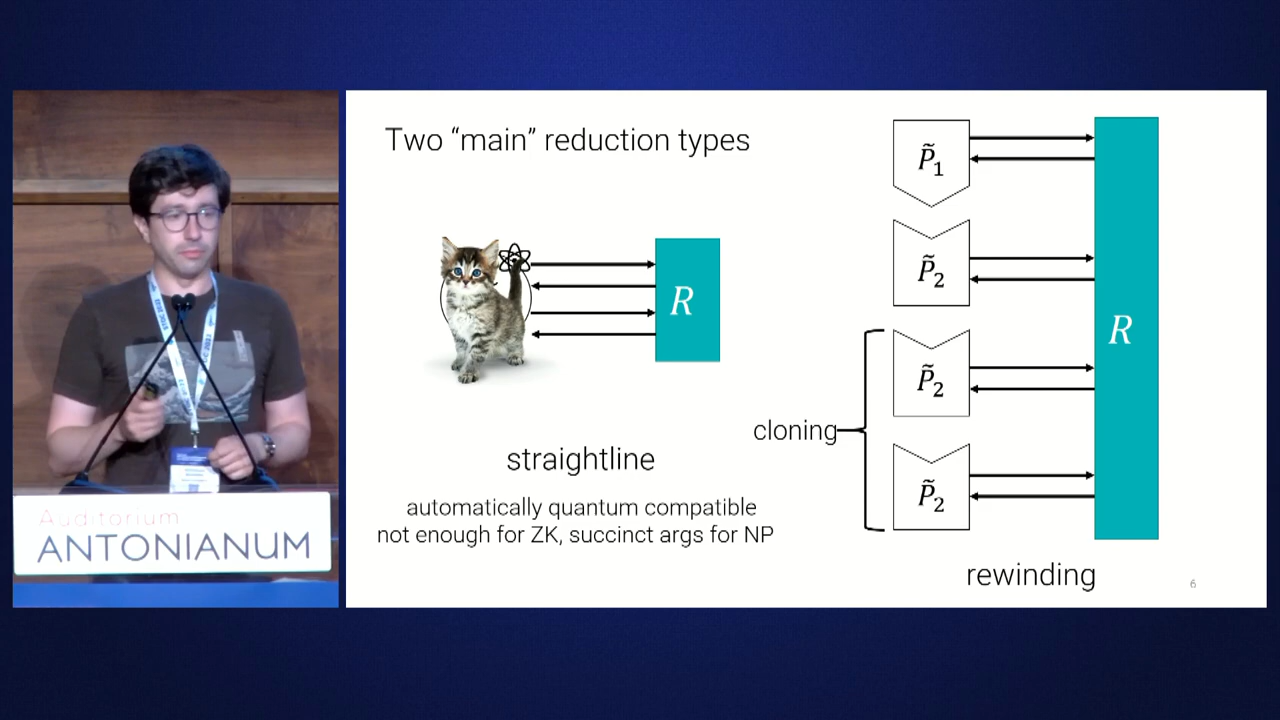 Two “main” reduction types
R
straightline
automatically quantum compatible
not enough for ZK, succinct args for NP
P̃₁
P̃₂
P̃₂
P̃₂
cloning
R
rewinding
6
Auditorium
ANTONIANUM